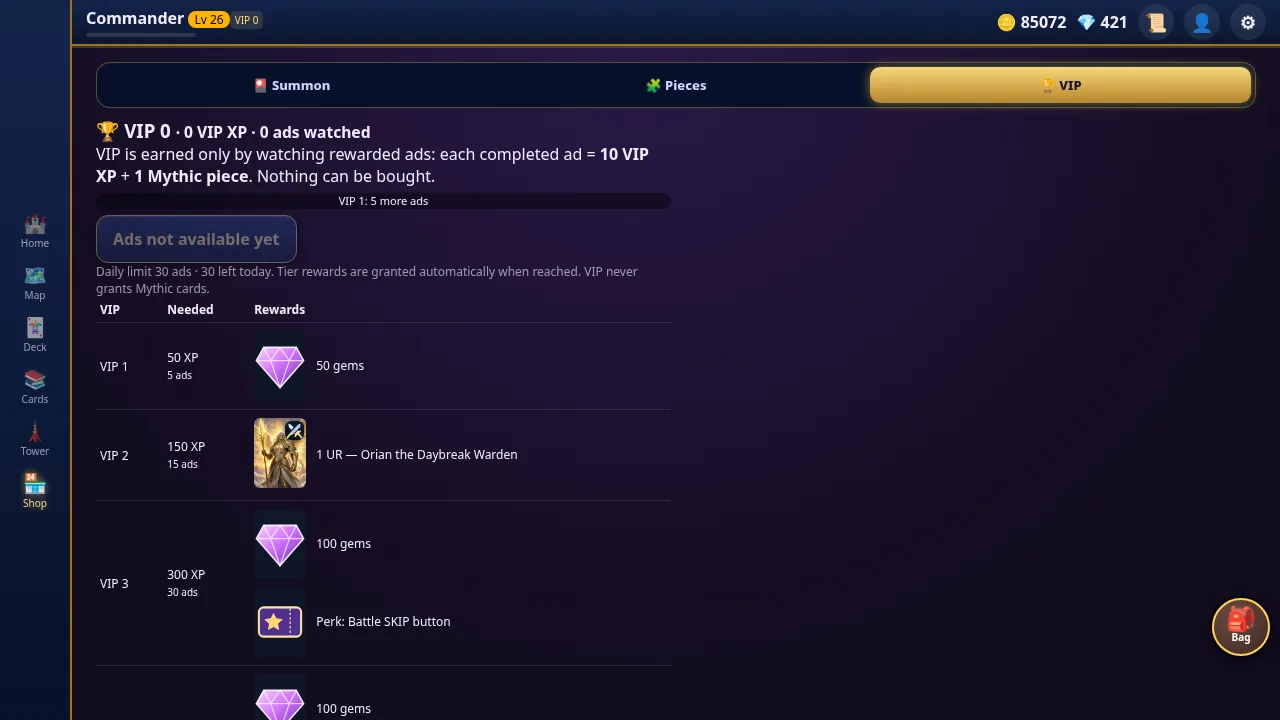 Commander Lv 26 VIP 0
85072 421
Summon
Pieces
VIP
VIP 0 · 0 VIP XP · 0 ads watched
VIP is earned only by watching rewarded ads: each completed ad = 10 VIP
XP + 1 Mythic piece. Nothing can be bought.
VIP 1: 5 more ads
Ads not available yet
Daily limit 30 ads · 30 left today. Tier rewards are granted automatically when reached. VIP never
grants Mythic cards.
VIP Needed Rewards
VIP 1
50 XP
5 ads
50 gems
VIP 2
150 XP
15 ads
1 UR — Orian the Daybreak Warden
VIP 3
300 XP
30 ads
100 gems
Perk: Battle SKIP button
100 gems
Home
Map
Deck
Cards
Tower
24
Shop
Bag